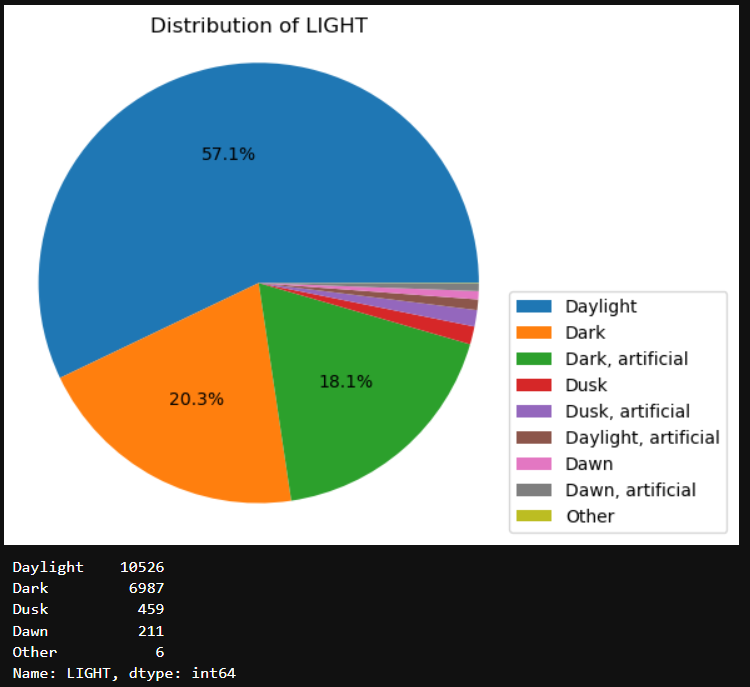 Distribution of LIGHT
57.1%
20.3%
18.1%
Daylight
Dark
Dark, artificial
Dusk
Dusk, artificial
Daylight, artificial
Dawn
Dawn, artificial
Other
Daylight    10526
Dark         6987
Dusk          459
Dawn          211
Other           6
Name: LIGHT, dtype: int64